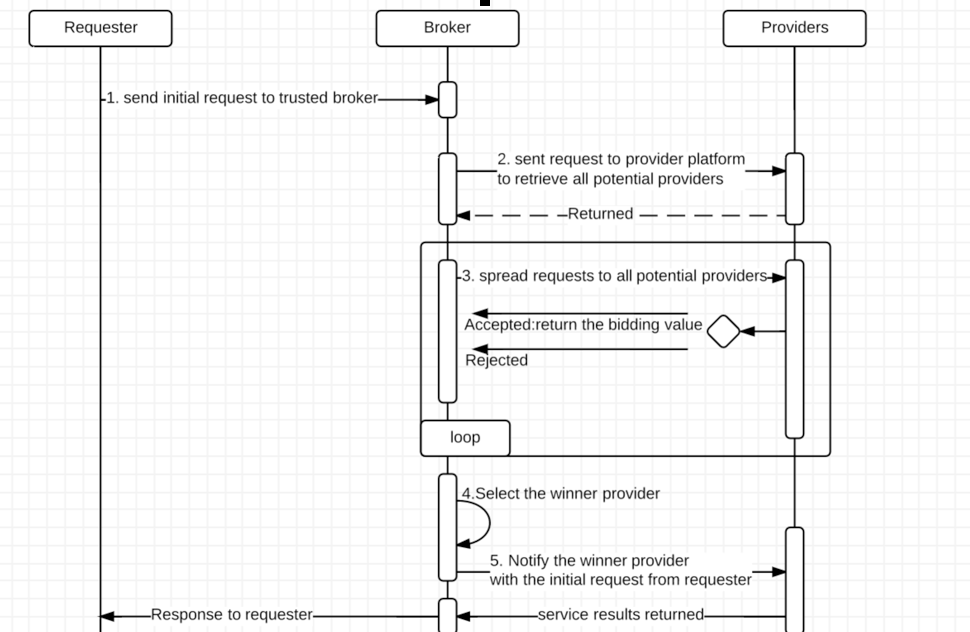 Requester
Broker
Providers
1. send initial request to trusted broker
2. sent request to provider platform
to retrieve all potential providers
Returned
3. spread requests to all potential providers
Accepted:return the bidding value
Rejected
loop
4.Select the winner provider
5. Notify the winner provider
with the initial request from requester
Response to requester
service results returned